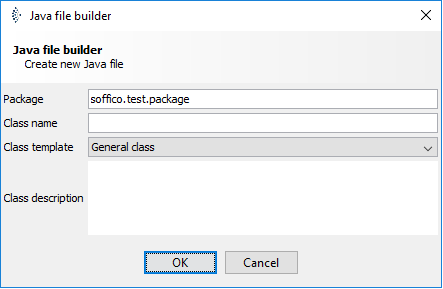 Java file builder
Java file builder
Create new Java file
Package soffico.test.package
Class name
Class template General class
Class description
OK Cancel